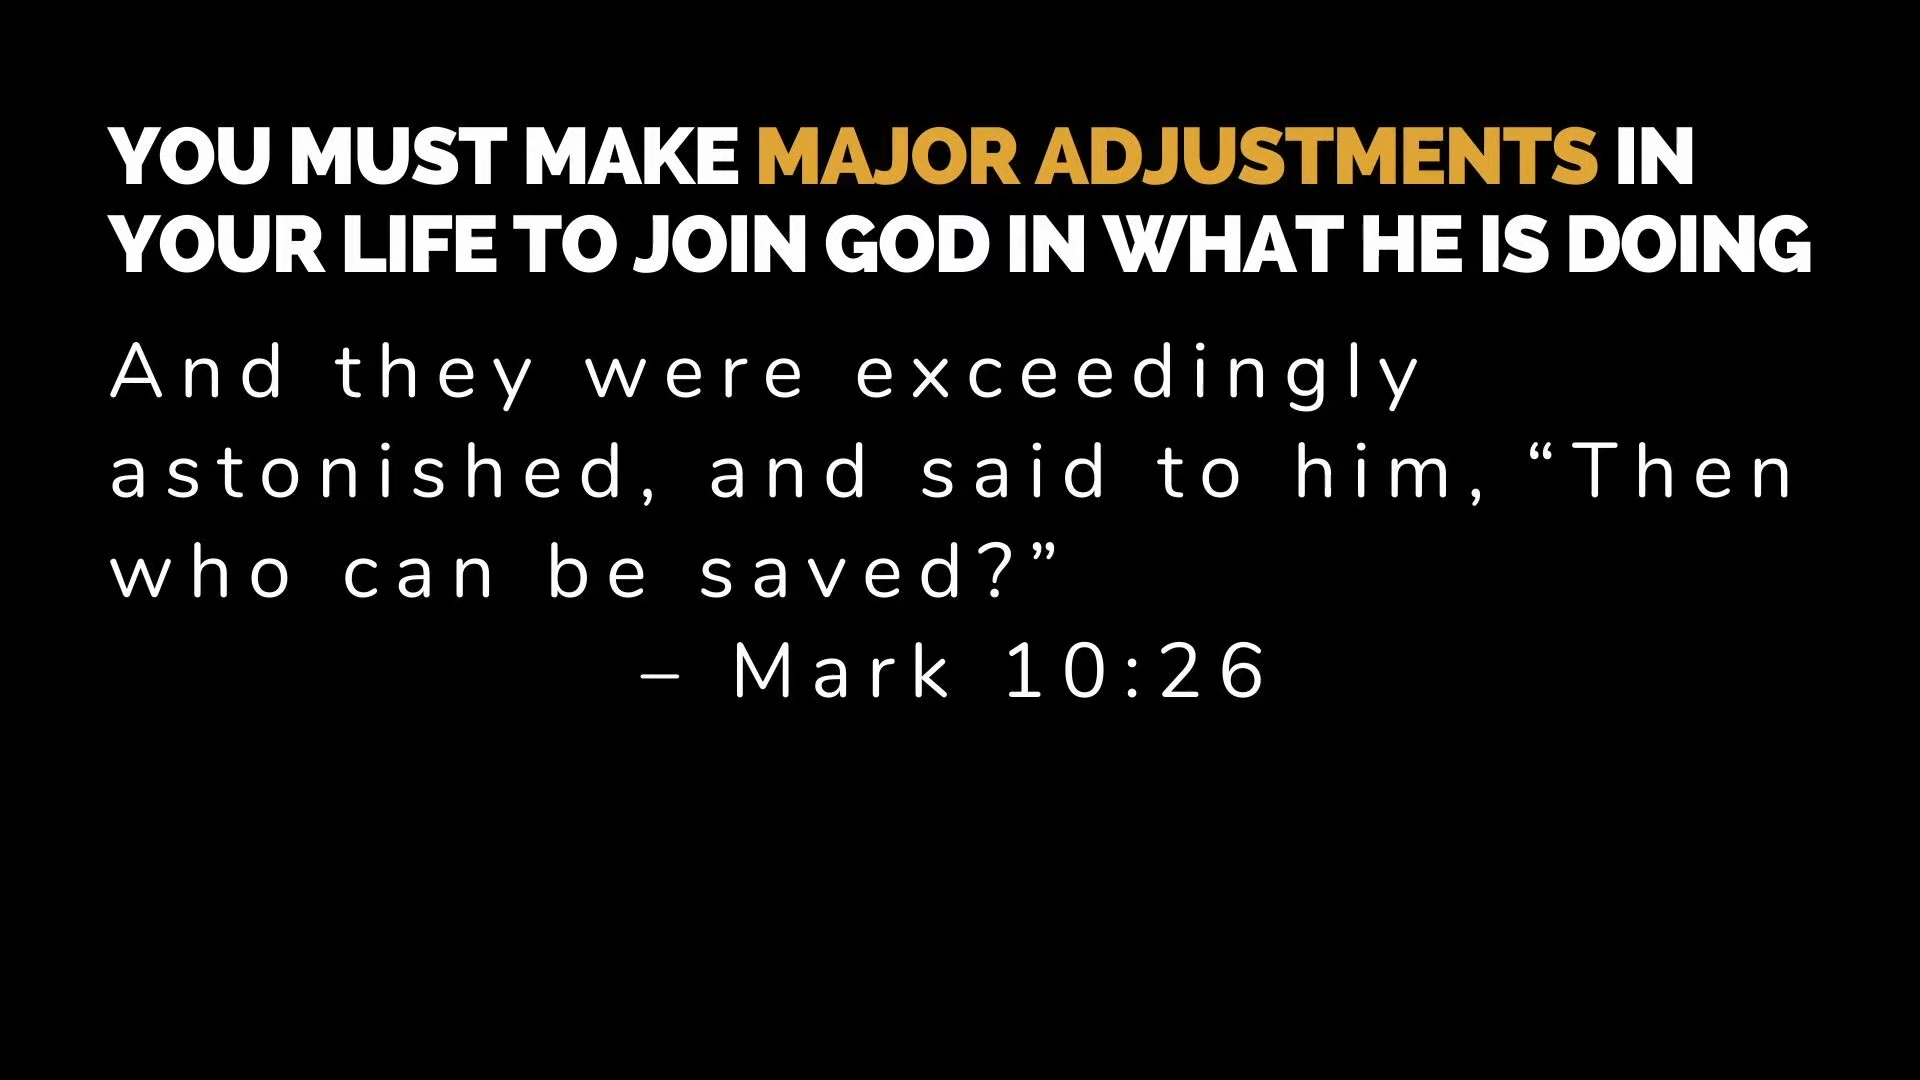 YOU MUST MAKE MAJOR ADJUSTMENTS IN
YOUR LIFE TO JOIN GOD IN WHAT HE IS DOING
And they were exceedingly
astonished, and said to him, “Then
who can be saved?”
– Mark 10:26